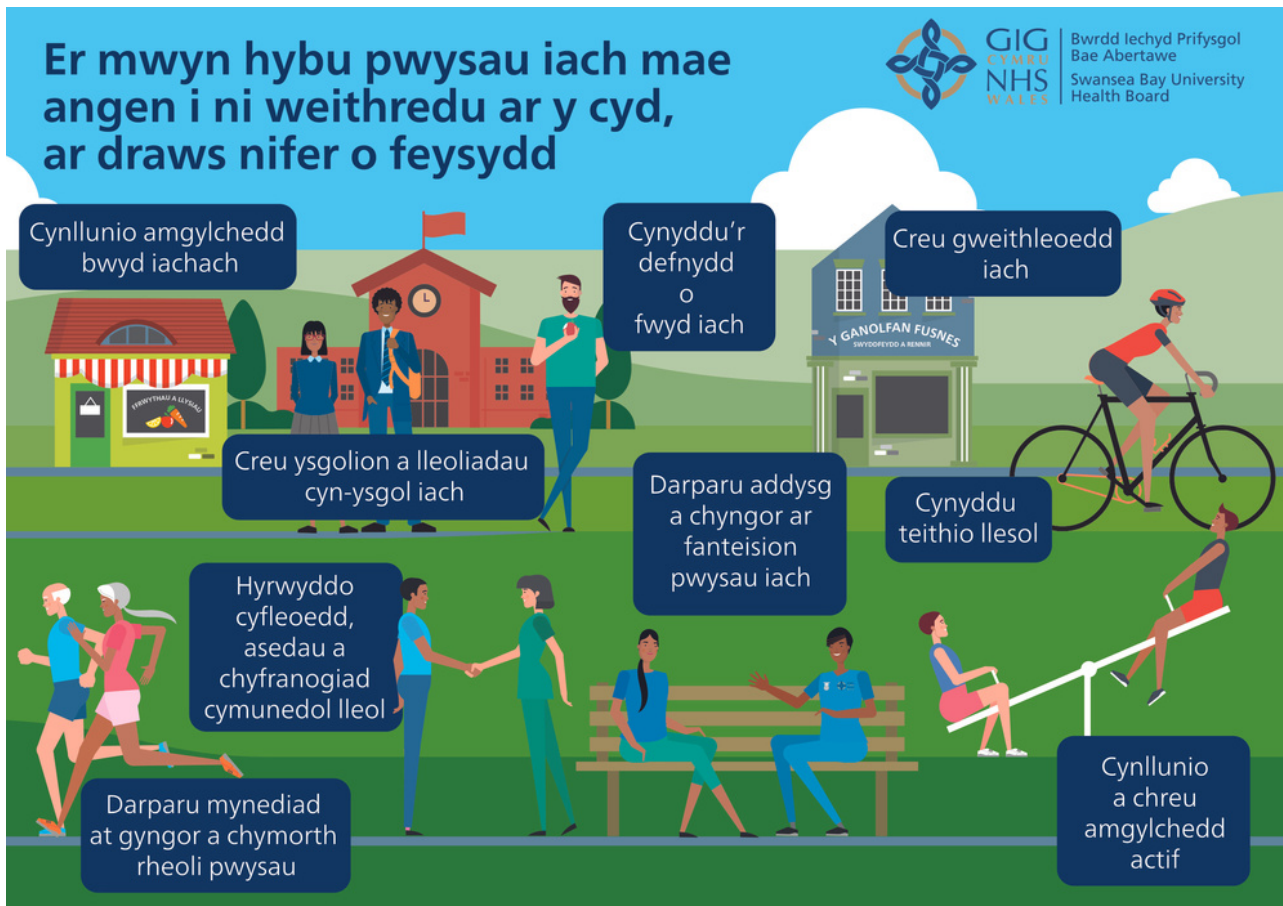 Er mwyn hybu pwysau iach mae
angen i ni weithredu ar y cyd,
ar draws nifer o feysydd
GIG
CYMRU
NHS
WALES
Bwrdd Iechyd Prifysgol
Bae Abertawe
Swansea Bay University
Health Board
Cynllunio amgylchedd
bwyd iachach
Cynyddu'r
defnydd
o
fwyd iach
Creu gweithleoedd
iach
Y GANOLFAN FUSNES
SWYDDFEYDD A RENNIR
FFRWYTHAU A LLYSIAU
Creu ysgolion a lleoliadau
cyn-ysgol iach
Darparu addysg
a chyngor ar
fanteision
pwysau iach
Cynyddu
teithio llesol
Hyrwyddo
cyfleoedd,
asedau a
chyfranogiad
cymunedol lleol
Darparu mynediad
at gyngor a chymorth
rheoli pwysau
Cynllunio
a chreu
amgylchedd
actif